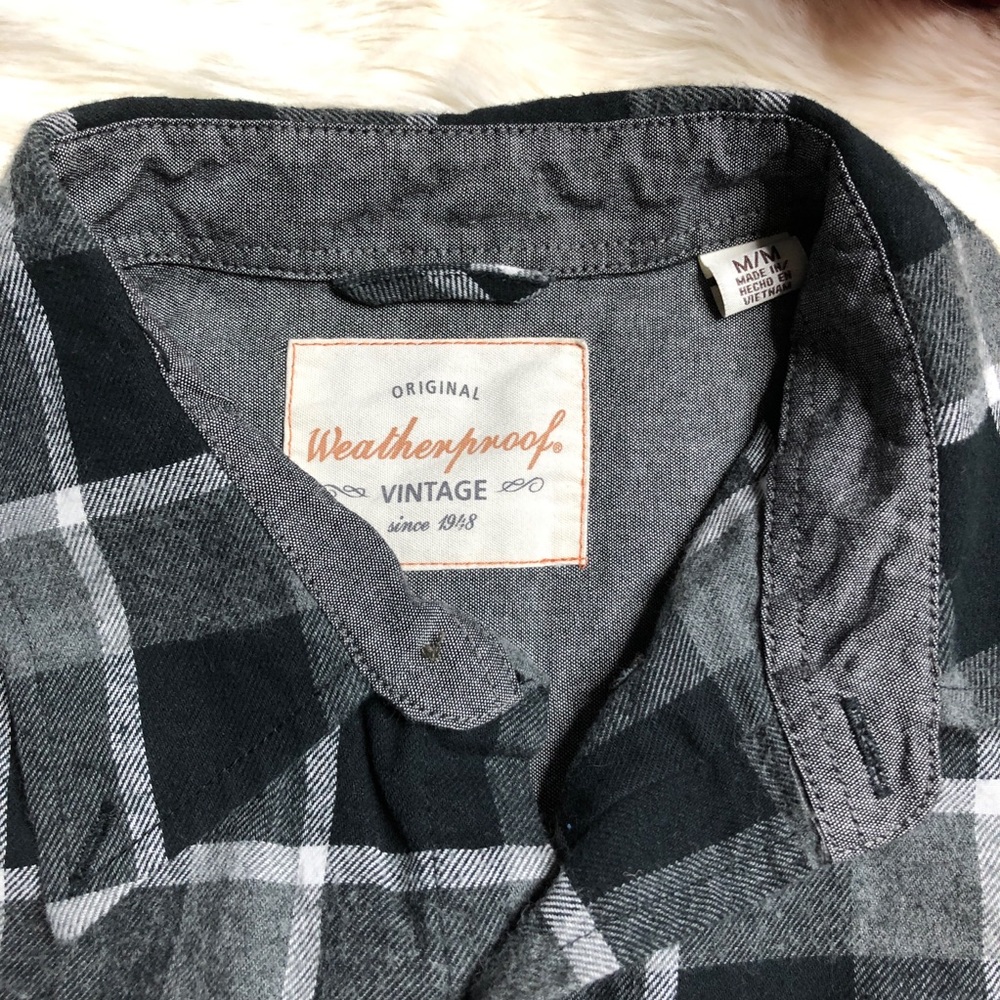 M/M
MADE IN/
HECHO EN
VIETNAM
ORIGINAL
Weatherproof®
VINTAGE
since 1948